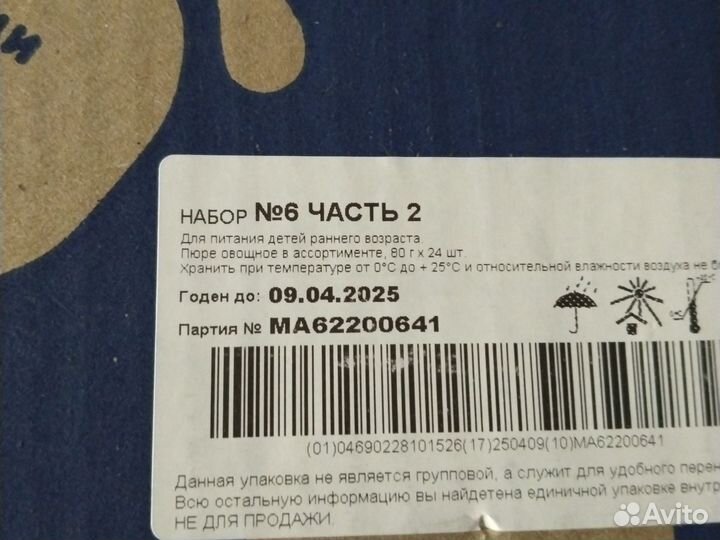 ии
НАБОР №6 ЧАСТЬ 2
Для питания детей раннего возраста.
Пюре овощное в ассортименте, 80 г х 24 шт.
Хранить при температуре от 0°С до + 25°С и относительной влажности воздуха не
Годен до: 09.04.2025
Партия № МА62200641
0°С
(01)04690228101526(17)250409(10)MA62200641
Данная упаковка не является групповой, а служит для удобного
Всю остальную информацию вы найдетена единичной упаковке
НЕ ДЛЯ ПРОДАЖИ.
Avito